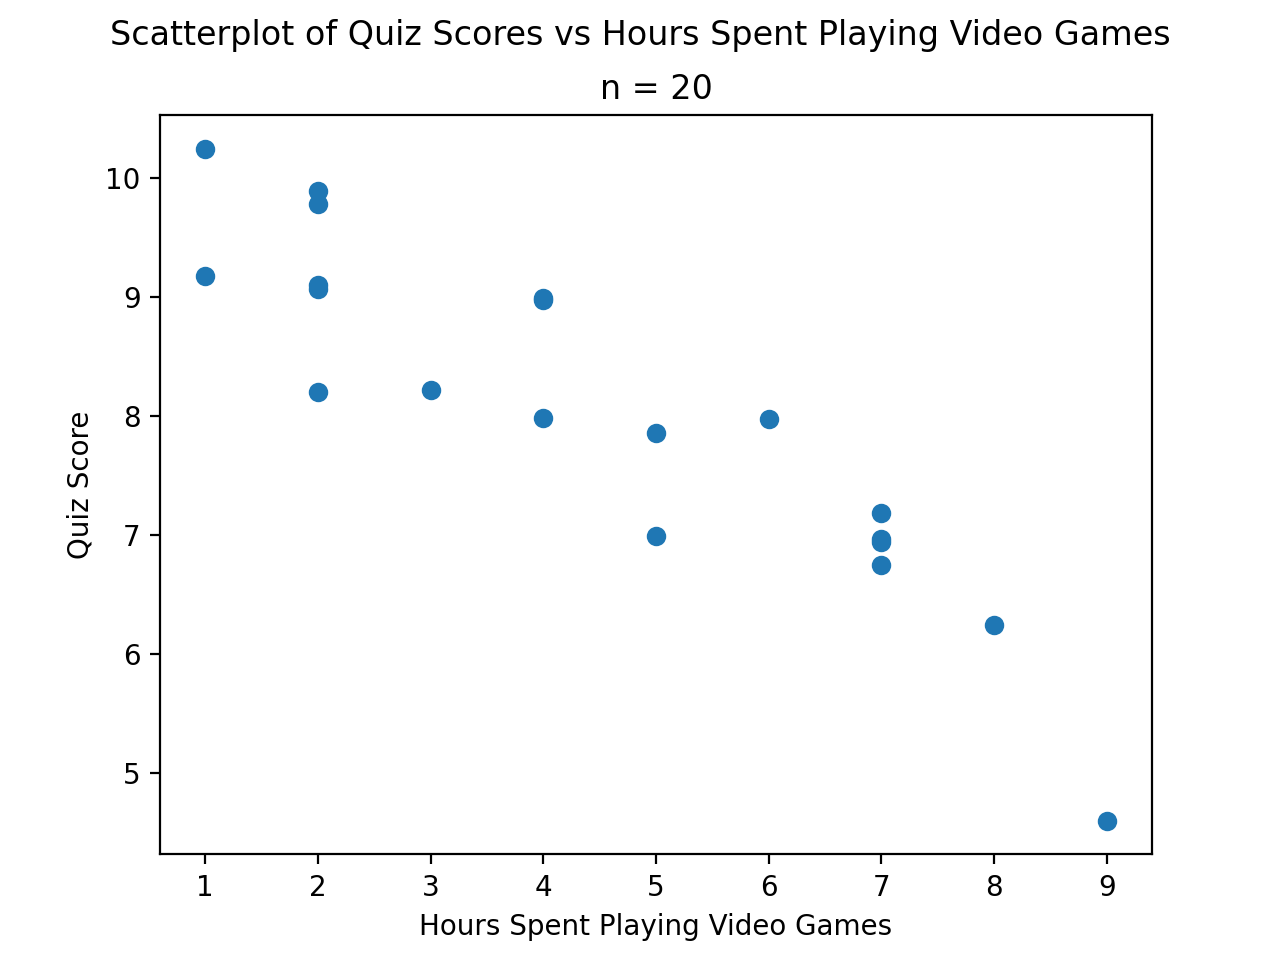 Scatterplot of Quiz Scores vs Hours Spent Playing Video Games
n = 20
10
9
8
7
6
5
Quiz Score
1 2 3 4 5 6 7 8 9
Hours Spent Playing Video Games